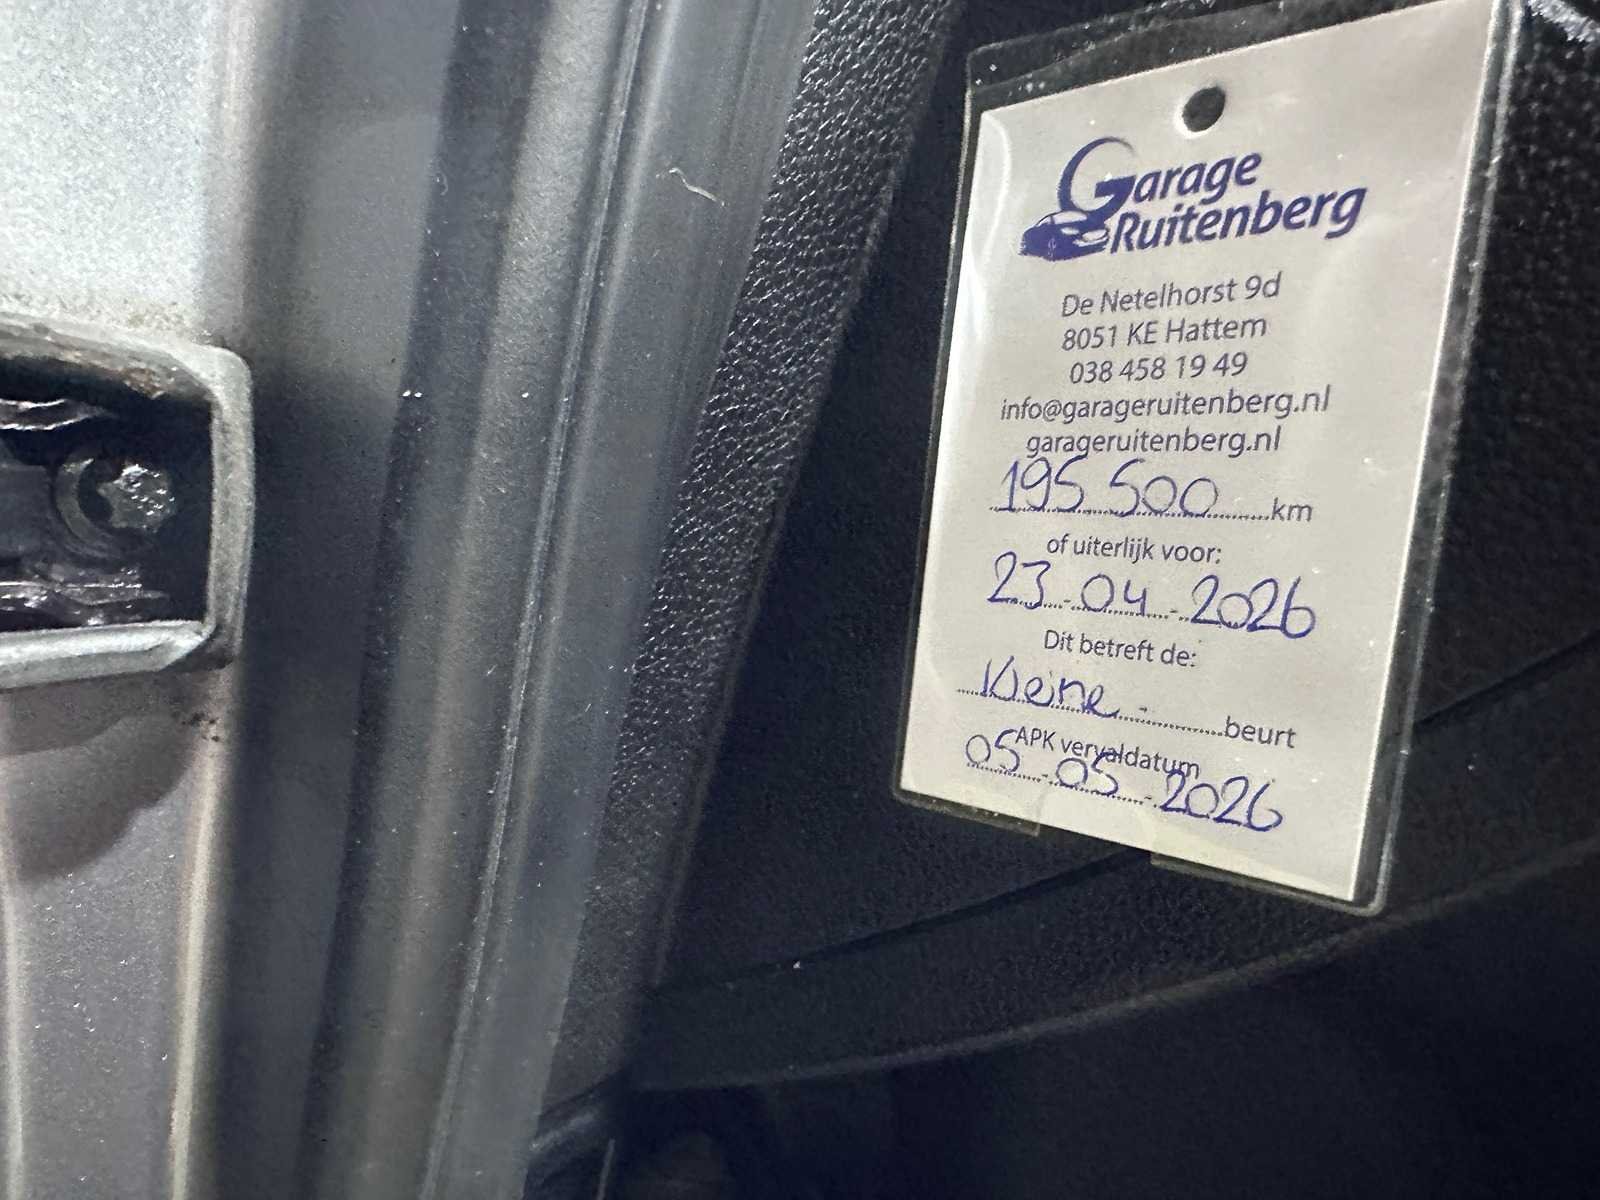 Garage
Ruitenberg
De Netelhorst 9d
8051 KE Hattem
038 458 19 49
info@garageruitenberg.nl
garageruitenberg.nl
195 500 km
of uiterlijk voor:
23 - 04 - 2026
Dit betreft de:
Kleine - beurt
APK vervaldatum
05 - 05 - 2026